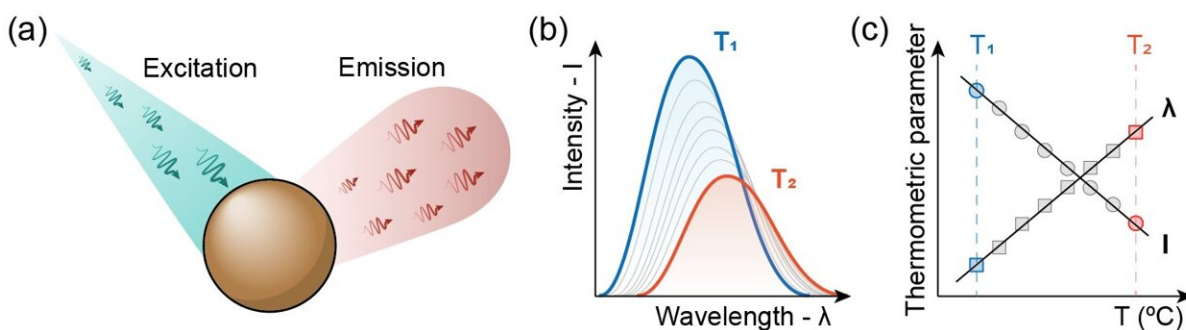 (a)
Excitation
Emission
(b)
Intensity - I
T₁
T₂
Wavelength - λ
(c)
Thermometric parameter
T₁
T₂
λ
I
T (ºC)